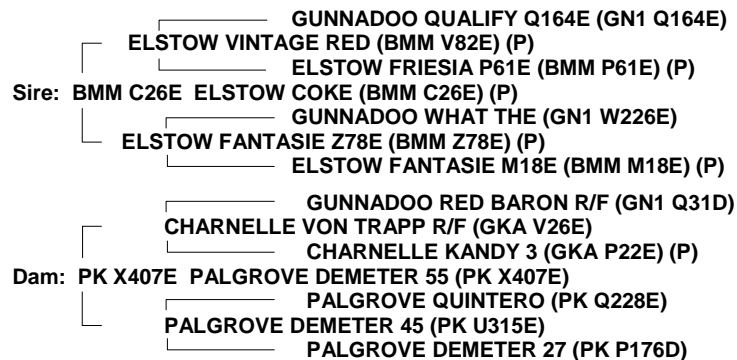 GUNNADOO QUALIFY Q164E (GN1 Q164E)
ELSTOW VINTAGE RED (BMM V82E) (P)
ELSTOW FRIESIA P61E (BMM P61E) (P)
Sire: BMM C26E ELSTOW COKE (BMM C26E) (P)
GUNNADOO WHAT THE (GN1 W226E)
ELSTOW FANTASIE Z78E (BMM Z78E) (P)
ELSTOW FANTASIE M18E (BMM M18E) (P)
GUNNADOO RED BARON R/F (GN1 Q31D)
CHARNELLE VON TRAPP R/F (GKA V26E)
CHARNELLE KANDY 3 (GKA P22E) (P)
Dam: PK X407E PALGROVE DEMETER 55 (PK X407E)
PALGROVE QUINTERO (PK Q228E)
PALGROVE DEMETER 45 (PK U315E)
PALGROVE DEMETER 27 (PK P176D)